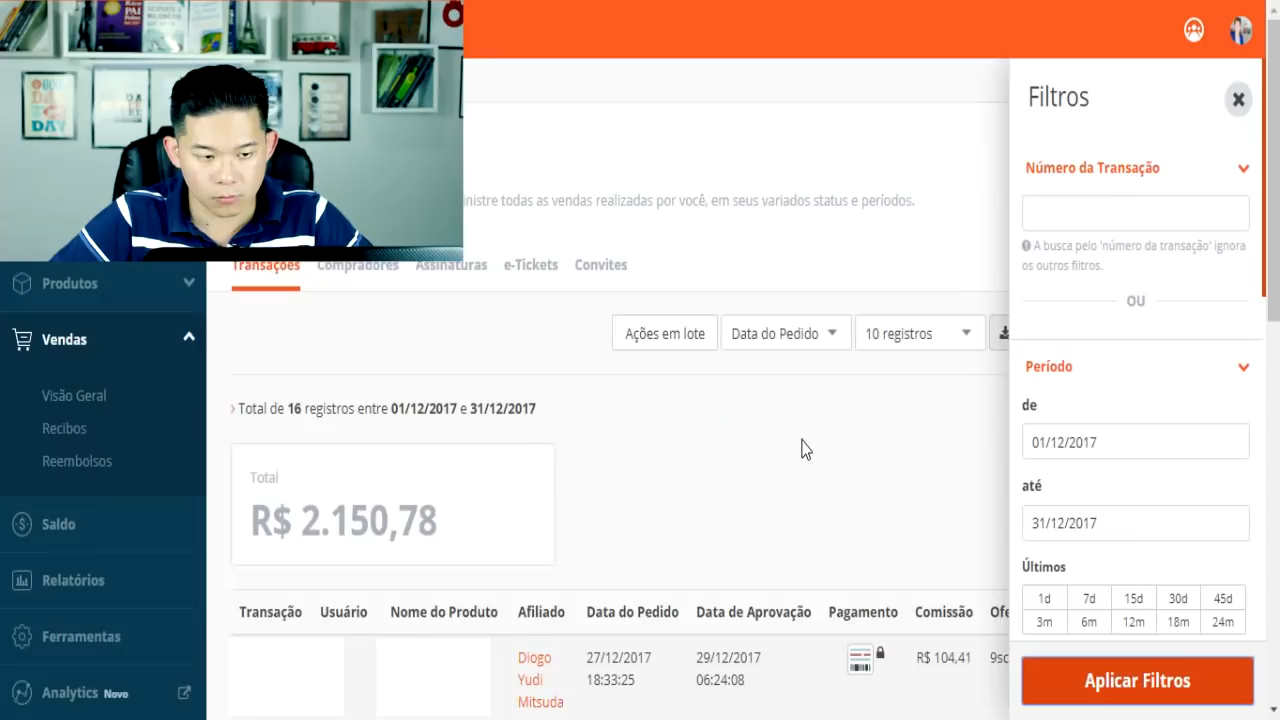 Filtros
Número da Transação
A busca pelo 'número da transação' ignora
os outros filtros.
OU
Período
de
01/12/2017
até
31/12/2017
Últimos
1d 7d 15d 30d 45d
3m 6m 12m 18m 24m
Aplicar Filtros
nistre todas as vendas realizadas por você, em seus variados status e períodos.
Transações Compradores Assinaturas e-Tickets Convites
Produtos
Vendas
Visão Geral
Recibos
Reembolsos
Saldo
Relatórios
Ferramentas
Analytics Novo
Ações em lote Data do Pedido 10 registros
Total de 16 registros entre 01/12/2017 e 31/12/2017
Total
R$ 2.150,78
Transação Usuário Nome do Produto Afiliado Data do Pedido Data de Aprovação Pagamento Comissão Ofe
Diogo 27/12/2017 29/12/2017 R$ 104,41 9sc
Yudi 18:33:25 06:24:08
Mitsuda